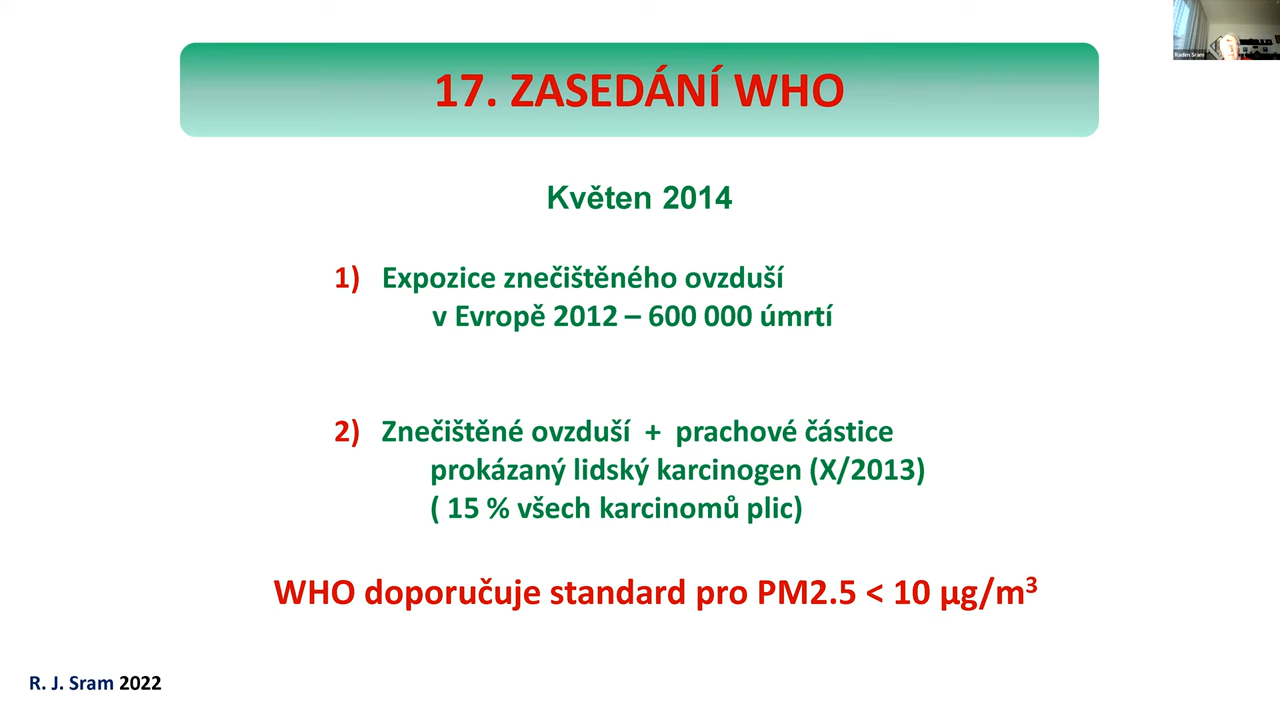 17. ZASEDÁNÍ WHO
Květen 2014
1) Expozice znečištěného ovzduší
v Evropě 2012 – 600 000 úmrtí
2) Znečištěné ovzduší + prachové částice
prokázaný lidský karcinogen (X/2013)
( 15 % všech karcinomů plic)
WHO doporučuje standard pro PM2.5 < 10 µg/m³
R. J. Sram 2022
Radim Sram